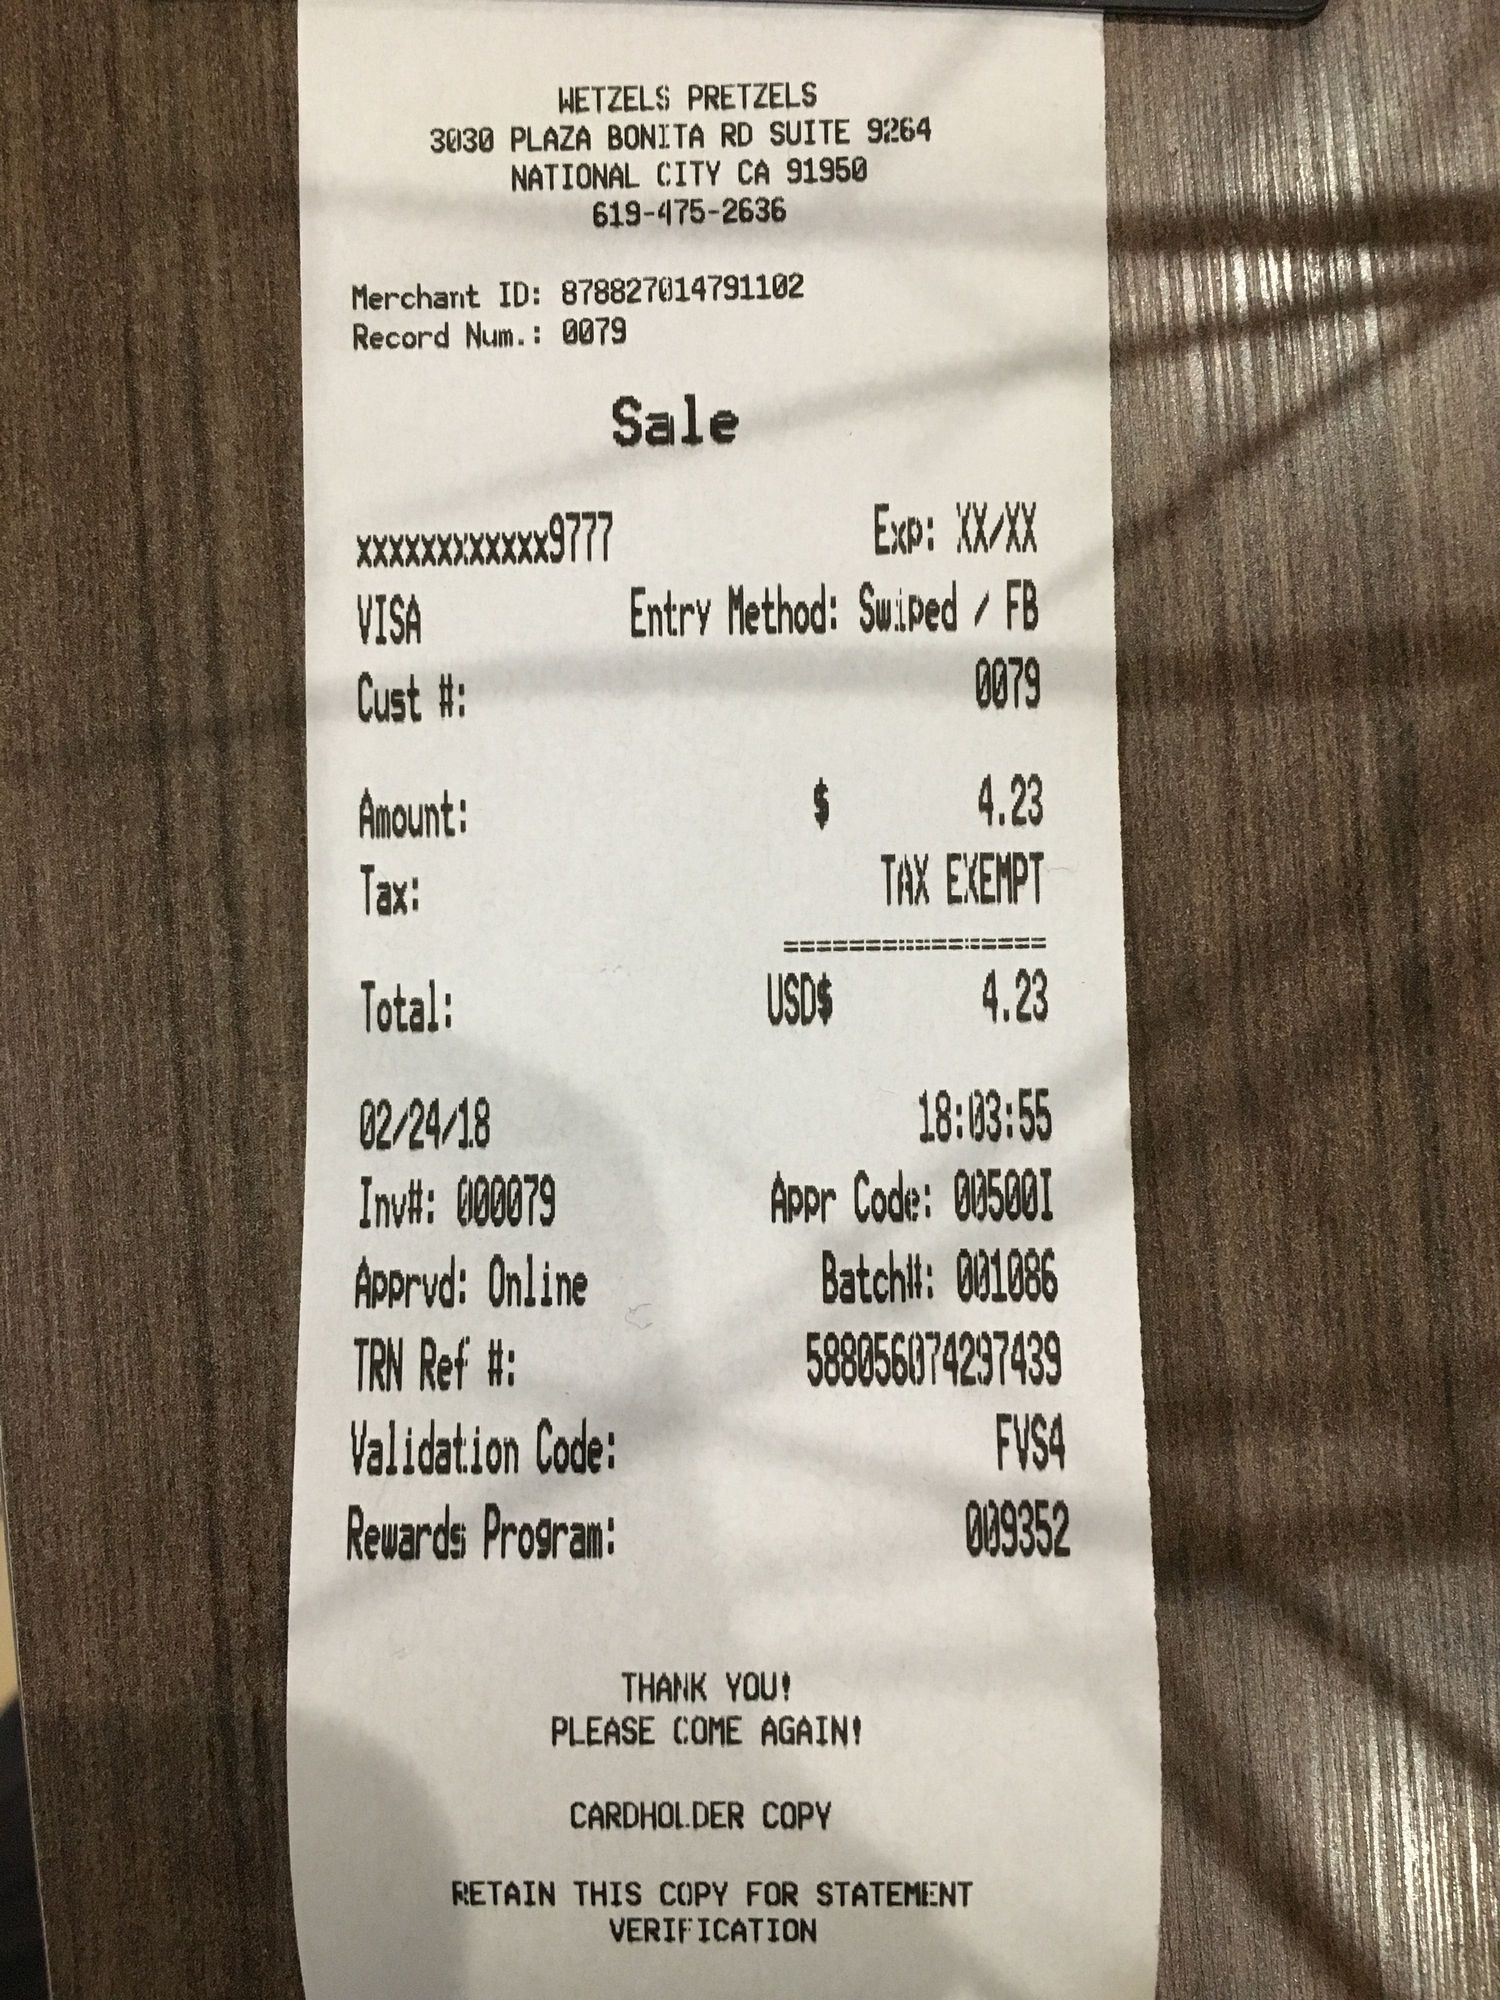 WETZELS PRETZELS
3030 PLAZA BONITA RD SUITE 9264
NATIONAL CITY CA 91950
619-475-2636
Merchant ID: 878827014791102
Record Num.: 0079
Sale
xxxxxxxxxxxx9777 Exp: XX/XX
VISA Entry Method: Swiped / FB
Cust #: 0079
Amount: $ 4.23
Tax: TAX EXEMPT
================
Total: USD$ 4.23
02/24/18 18:03:55
Inv#: 000079 Appr Code: 00500I
Apprvd: Online Batch#: 001086
TRN Ref #: 588056074297439
Validation Code: FVS4
Rewards Program: 009352
THANK YOU!
PLEASE COME AGAIN!
CARDHOLDER COPY
RETAIN THIS COPY FOR STATEMENT
VERIFICATION